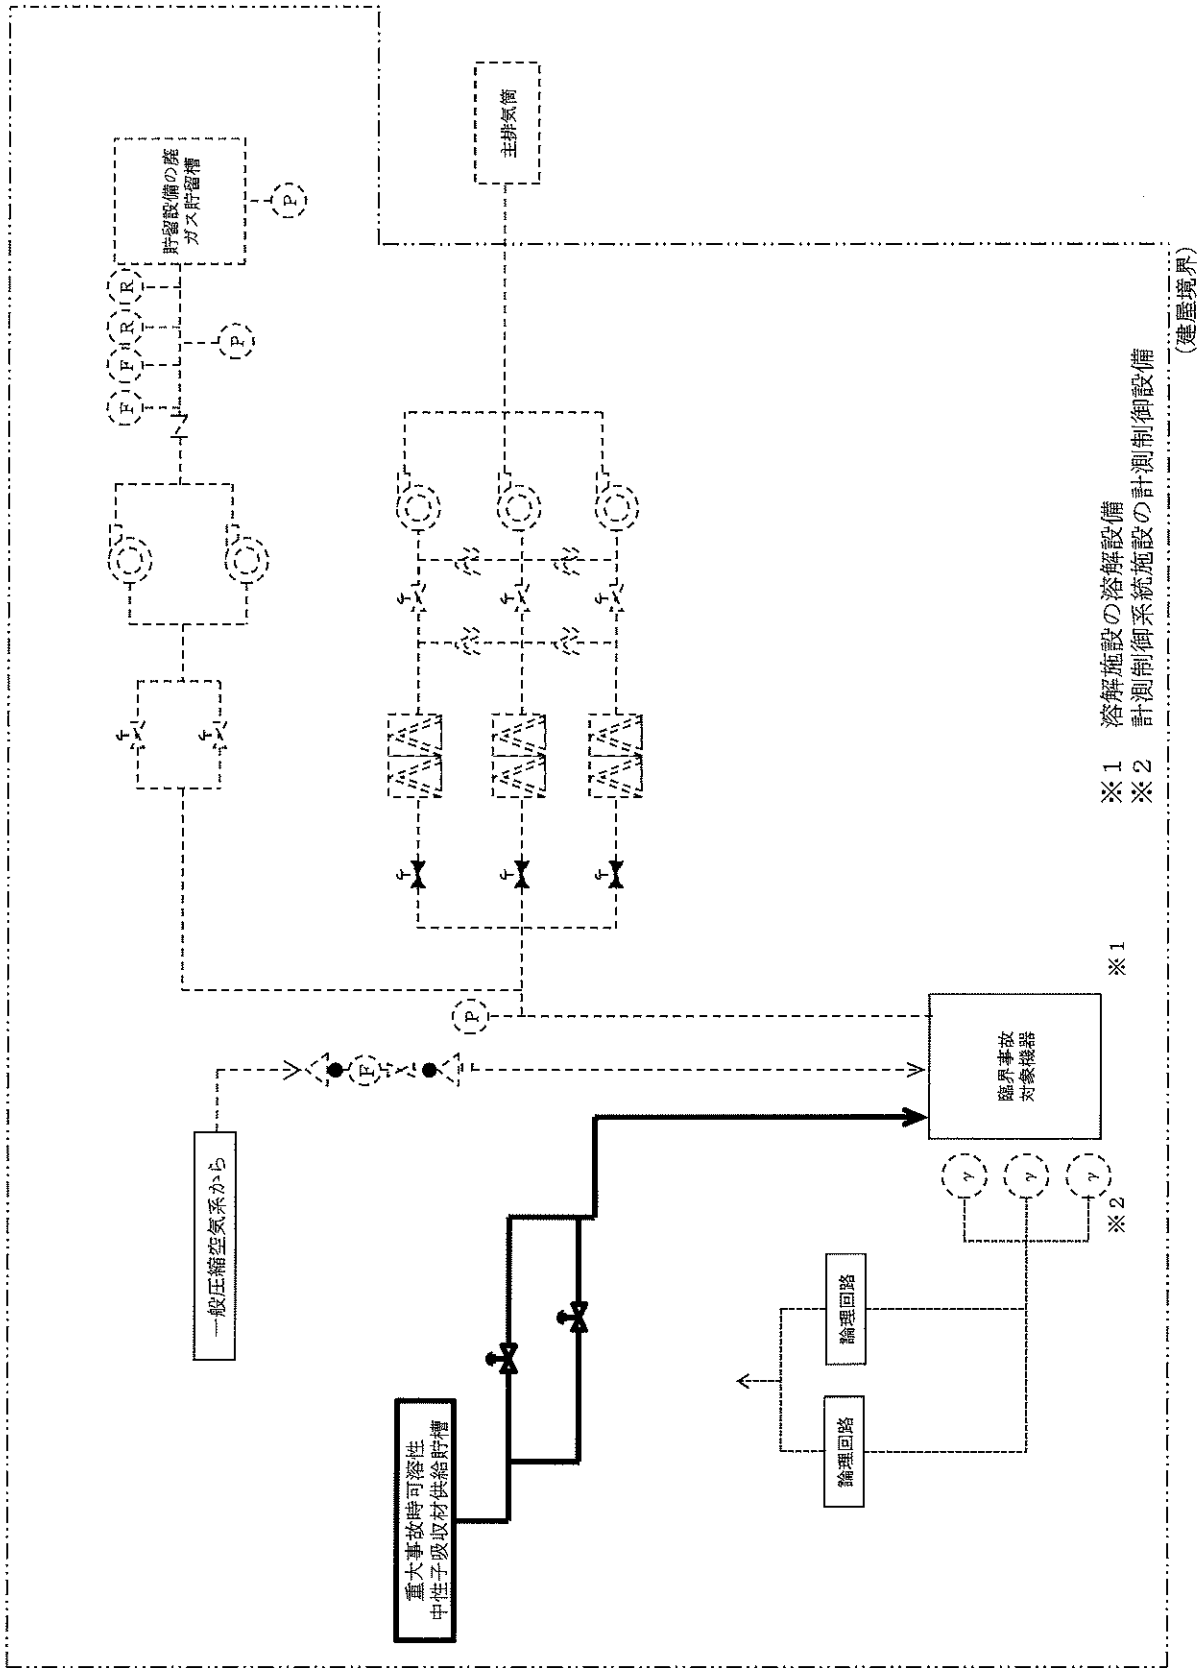 重大事故時可溶性
中性子吸収材供給貯槽
一般圧縮空気系から
論理回路
論理回路
γ
γ
γ
※2
臨界事故
対象機器
※1
F
P
F
F
R
R
P
貯留設備の廃
ガス貯留槽
P
主排気筒
※1 溶解施設の溶解設備
※2 計測制御系統施設の計測制御設備
(建屋境界)